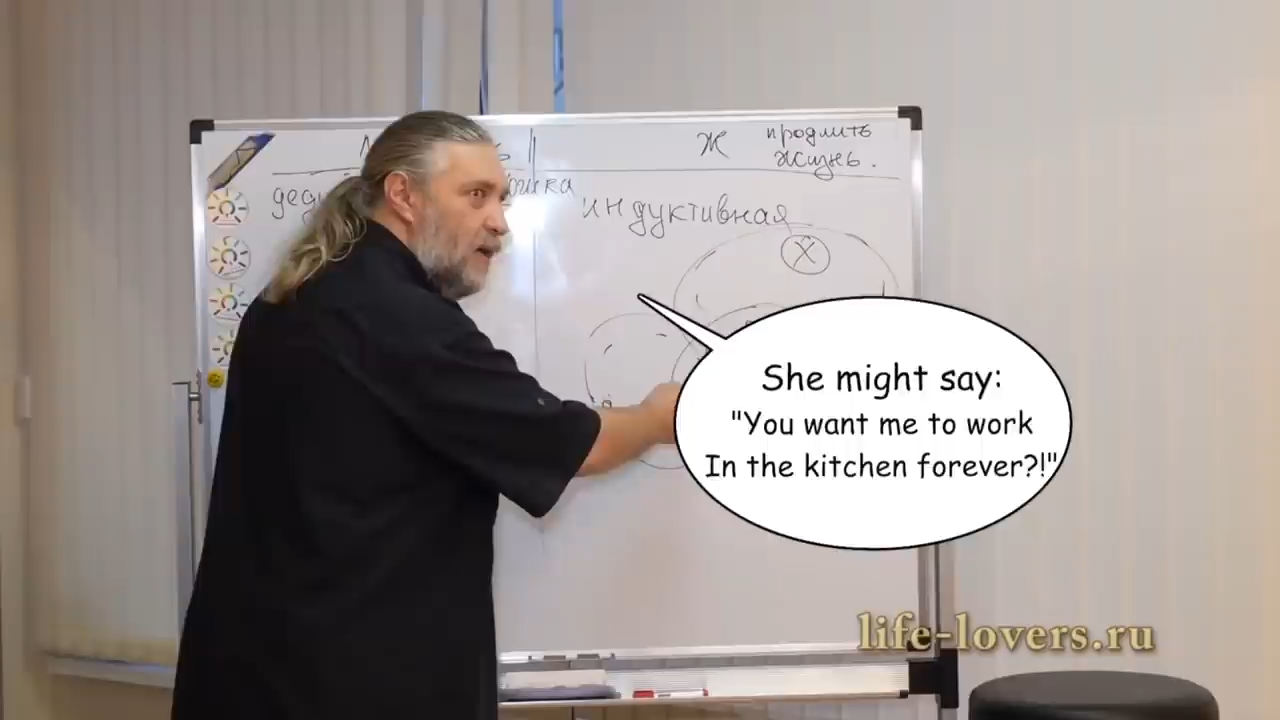 Ж продлить
жизнь.
индуктивная
She might say:
"You want me to work
In the kitchen forever?!"
life-lovers.ru